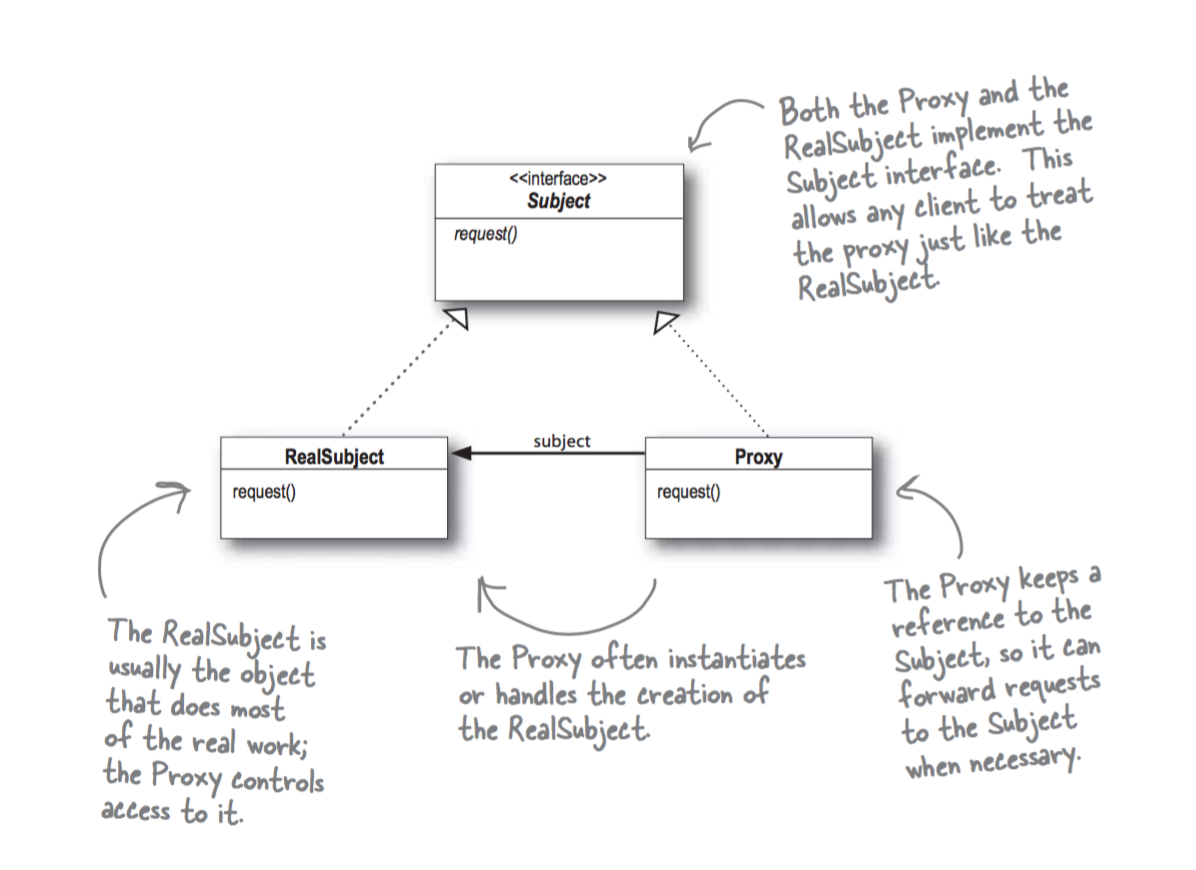 Both the Proxy and the
RealSubject implement the
Subject interface. This
allows any client to treat
the proxy just like the
RealSubject.
<<interface>>
Subject
request()
RealSubject
request()
subject
Proxy
request()
The RealSubject is
usually the object
that does most
of the real work;
the Proxy controls
access to it.
The Proxy often instantiates
or handles the creation of
the RealSubject.
The Proxy keeps a
reference to the
Subject, so it can
forward requests
to the Subject
when necessary.